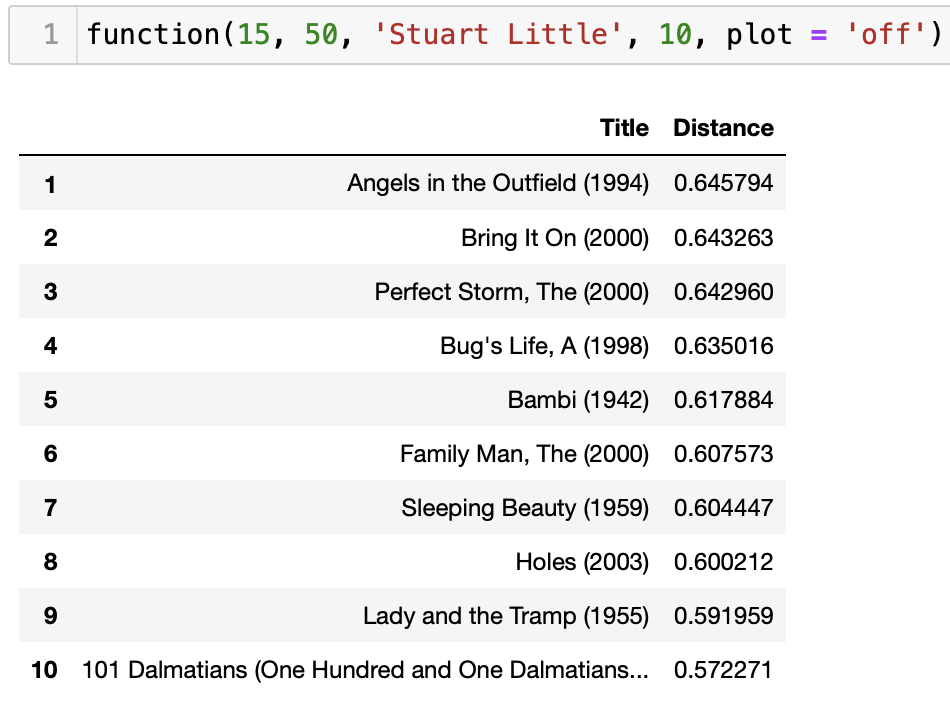 1 function(15, 50, 'Stuart Little', 10, plot = 'off')
Title Distance
1 Angels in the Outfield (1994) 0.645794
2 Bring It On (2000) 0.643263
3 Perfect Storm, The (2000) 0.642960
4 Bug's Life, A (1998) 0.635016
5 Bambi (1942) 0.617884
6 Family Man, The (2000) 0.607573
7 Sleeping Beauty (1959) 0.604447
8 Holes (2003) 0.600212
9 Lady and the Tramp (1955) 0.591959
10 101 Dalmatians (One Hundred and One Dalmatians... 0.572271